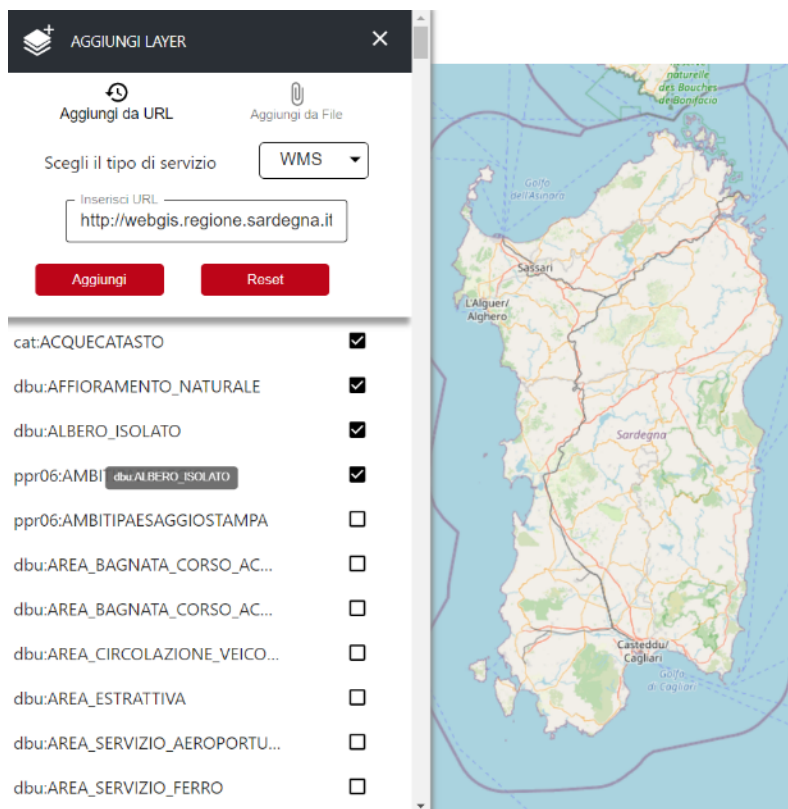 AGGIUNGI LAYER
Aggiungi da URL
Aggiungi da File
Scegli il tipo di servizio
WMS
Inserisci URL
http://webgis.regione.sardegna.it
Aggiungi
Reset
cat:ACQUECATASTO
dbu:AFFIORAMENTO_NATURALE
dbu:ALBERO_ISOLATO
ppr06:AMBIT
dbu:ALBERO_ISOLATO
ppr06:AMBITIPAESAGGIOSTAMPA
dbu:AREA_BAGNATA_CORSO_AC...
dbu:AREA_BAGNATA_CORSO_AC...
dbu:AREA_CIRCOLAZIONE_VEICO...
dbu:AREA_ESTRATTIVA
dbu:AREA_SERVIZIO_AEROPORTU...
dbu:AREA_SERVIZIO_FERRO
naturelle
des Bouches
de Bonifacio
Golfo
dell'Asinara
Sassari
L'Alguer/
Alghero
Sardegna
Casteddu/
Cagliari
Golfo
di Cagliari